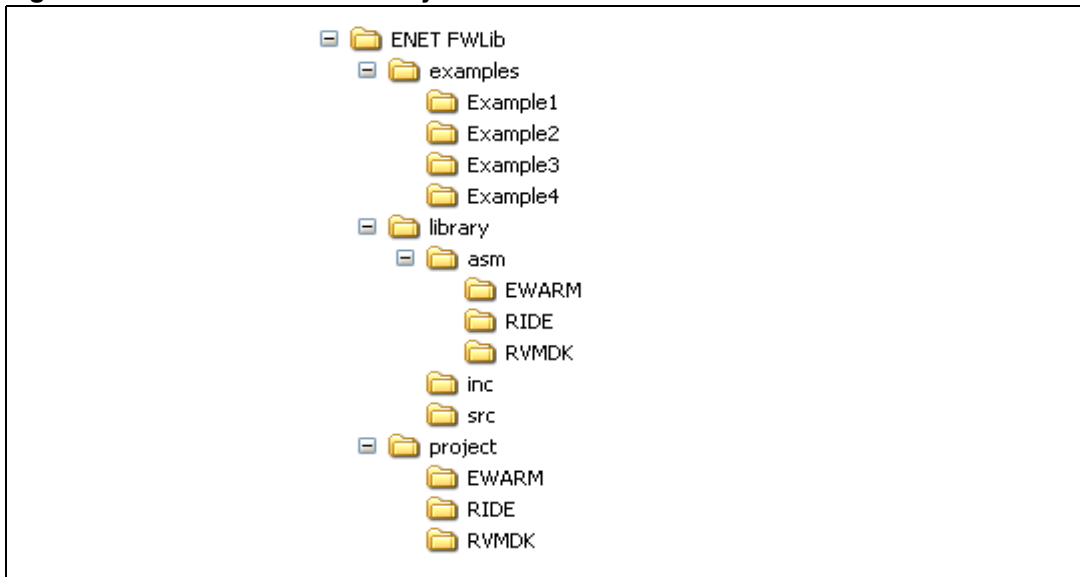 ENET FWLib
examples
Example1
Example2
Example3
Example4
library
asm
EWARM
RIDE
RVMDK
inc
src
project
EWARM
RIDE
RVMDK